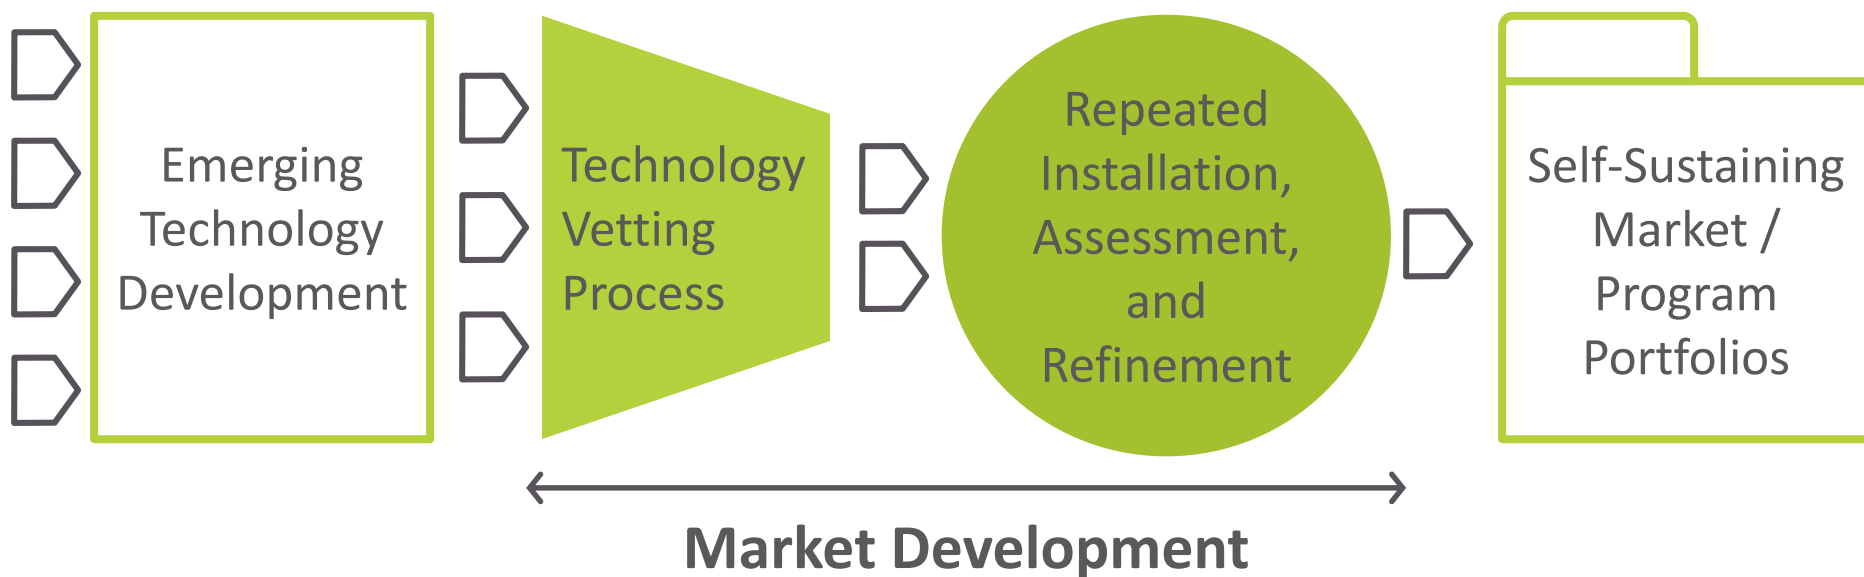 Emerging
Technology
Development
Technology
Vetting
Process
Repeated
Installation,
Assessment,
and
Refinement
Self-Sustaining
Market /
Program
Portfolios
Market Development